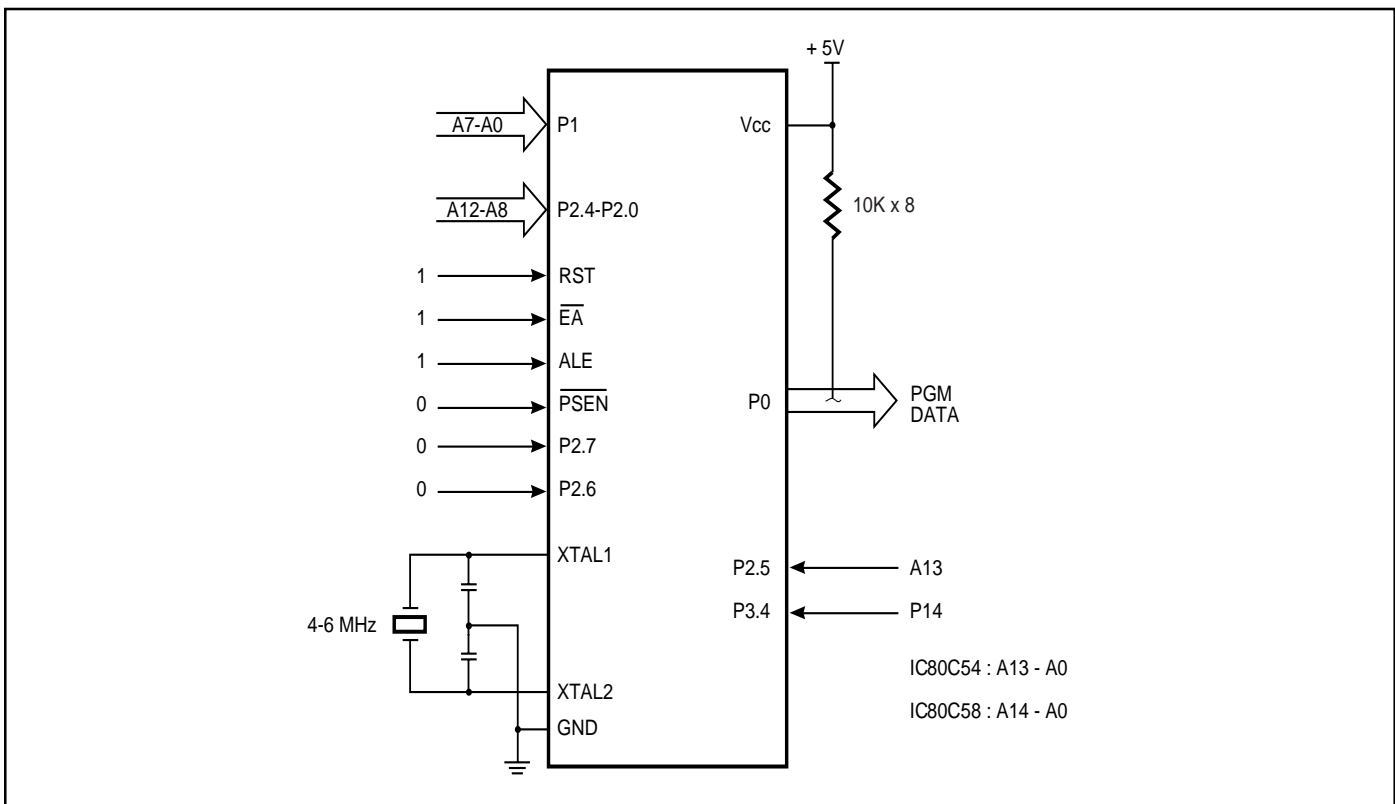 + 5V
A7-A0
P1
Vcc
A12-A8
P2.4-P2.0
10K x 8
1
RST
1
EA
1
ALE
0
PSEN
P0
PGM
DATA
0
P2.7
0
P2.6
XTAL1
P2.5
A13
4-6 MHz
P3.4
P14
IC80C54 : A13 - A0
XTAL2
IC80C58 : A14 - A0
GND